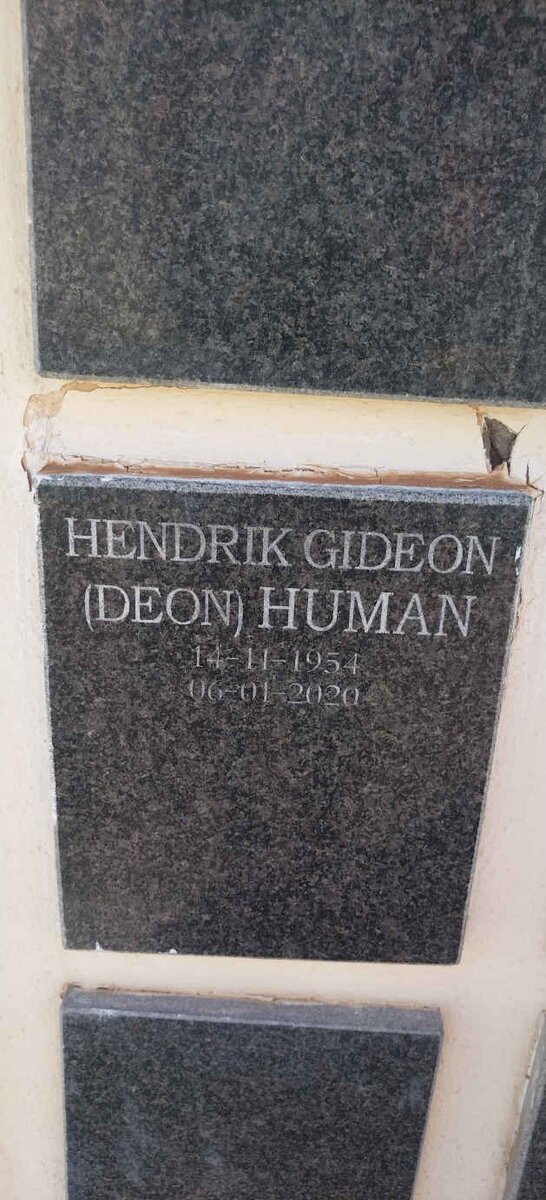 HENDRIK GIDEON
(DEON) HUMAN
14-11-1954
06-01-2020